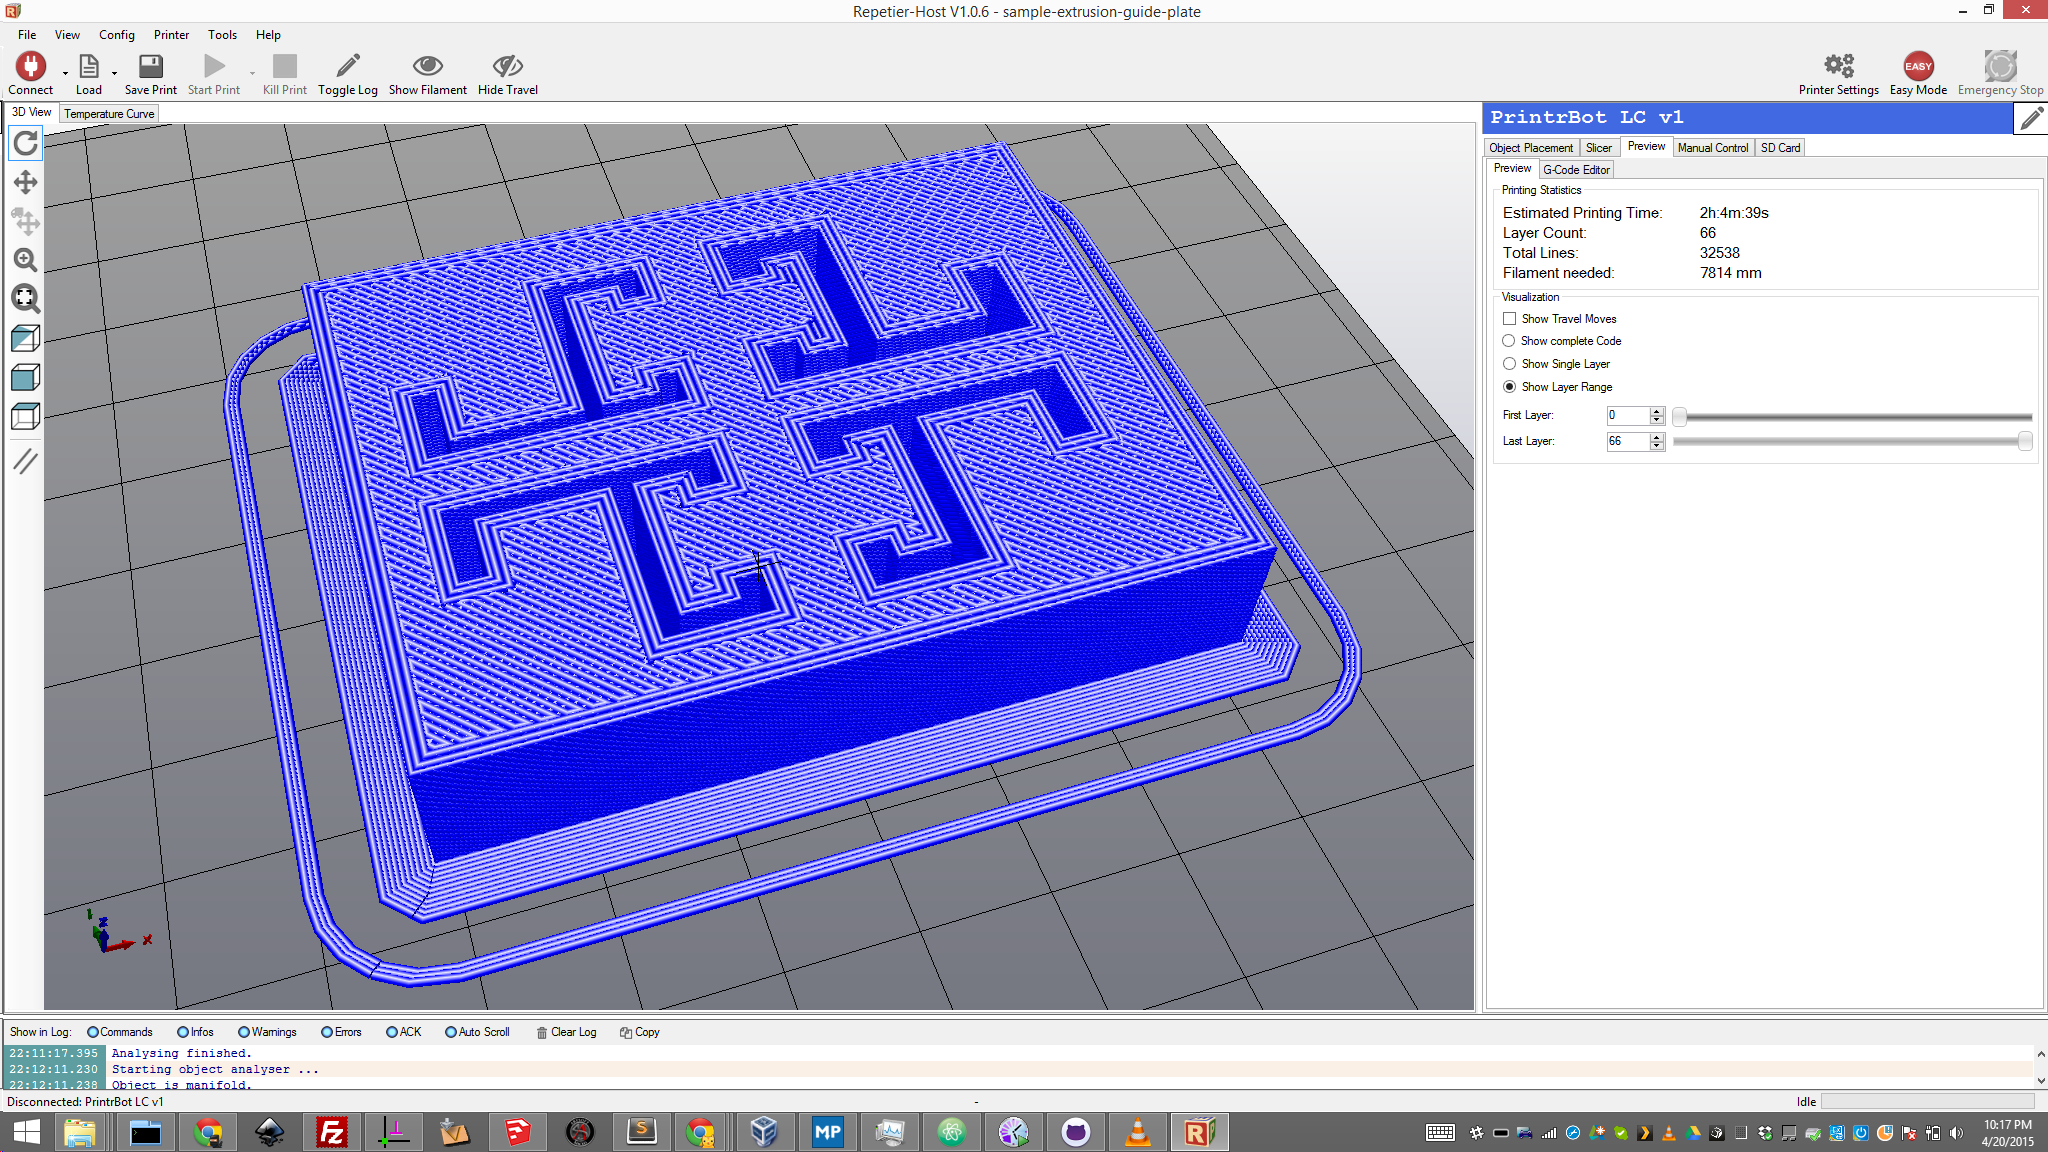 Repetier-Host V1.0.6 - sample-extrusion-guide-plate
File View Config Printer Tools Help
Connect Load Save Print Start Print Kill Print Toggle Log Show Filament Hide Travel Printer Settings EASY Easy Mode Emergency Stop
3D View Temperature Curve
PrintrBot LC v1
Object Placement Slicer Preview Manual Control SD Card
Preview G-Code Editor
Printing Statistics
Estimated Printing Time: 2h:4m:39s
Layer Count: 66
Total Lines: 32538
Filament needed: 7814 mm
Visualization
Show Travel Moves
Show complete Code
Show Single Layer
Show Layer Range
First Layer: 0
Last Layer: 66
Z
X
Show in Log: Commands Infos Warnings Errors ACK Auto Scroll Clear Log Copy
22:11:17.395 Analysing finished.
22:12:11.230 Starting object analyser ...
22:12:11.238 Object is manifold.
Disconnected: PrintrBot LC v1 - Idle
Fz S MP R
10:17 PM
4/20/2015